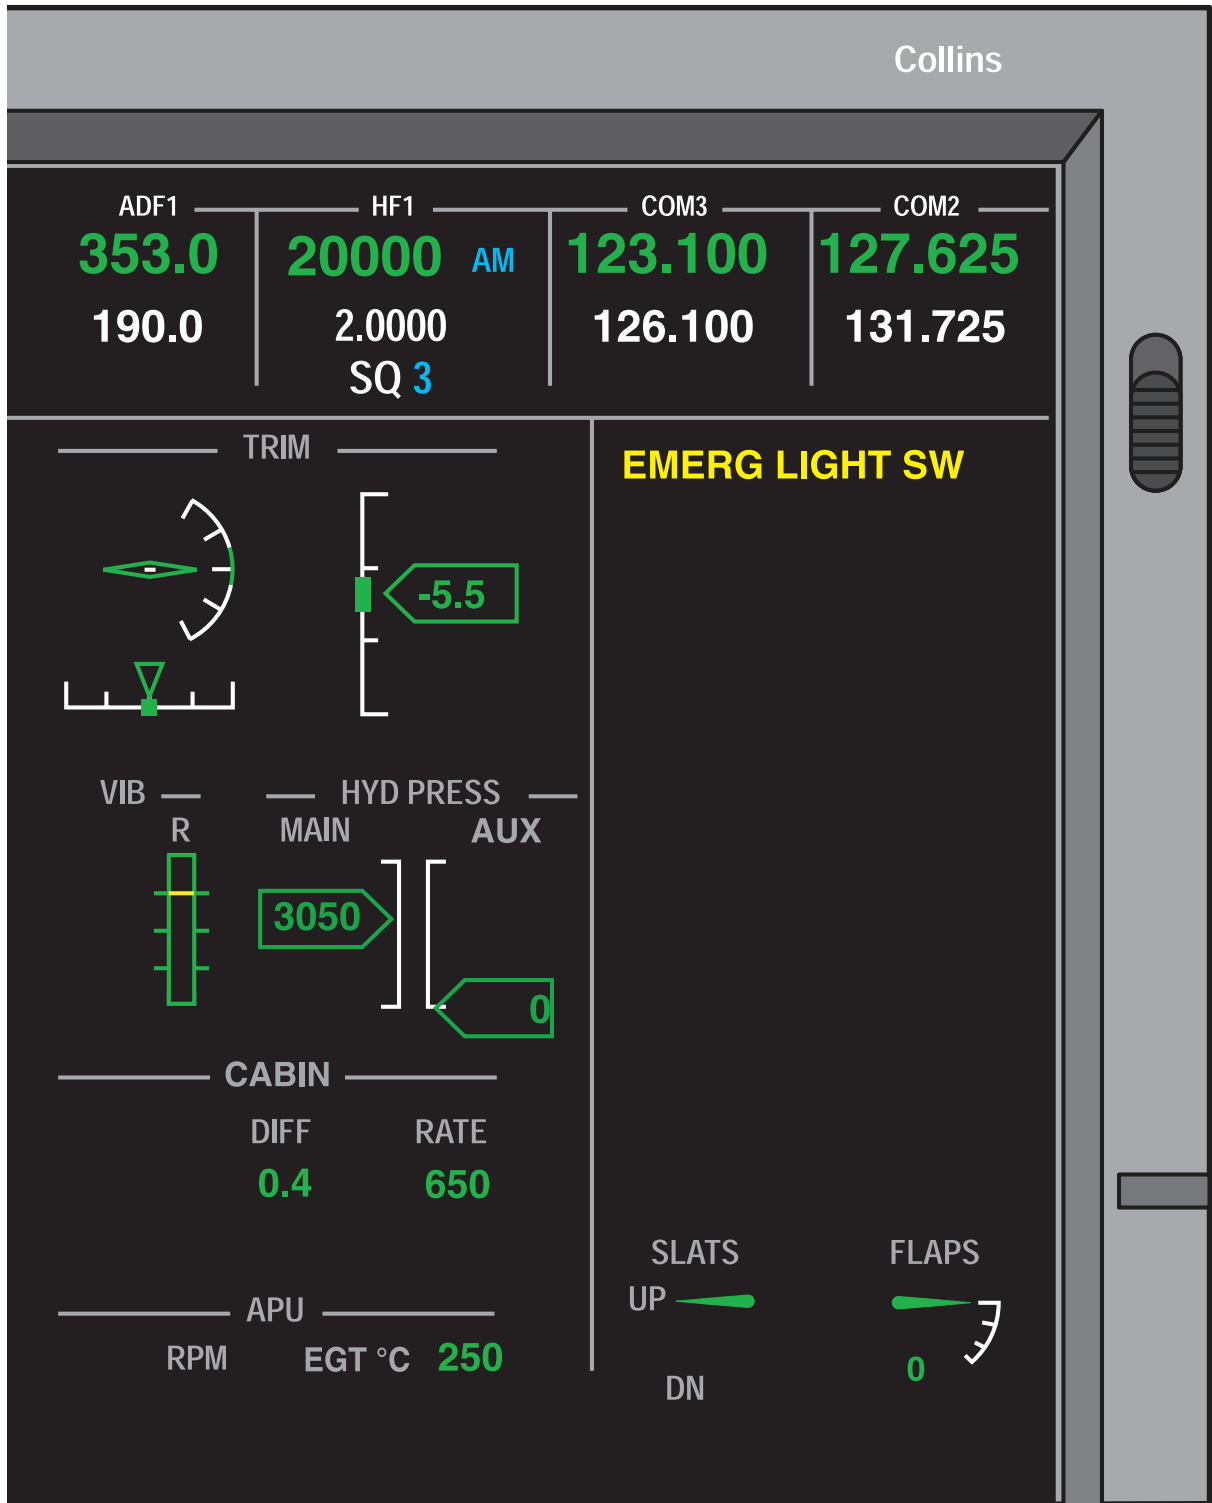 Collins
ADF1 HF1 COM3 COM2
353.0 20000 AM 123.100 127.625
190.0 2.0000 126.100 131.725
SQ 3
TRIM
EMERG LIGHT SW
-5.5
VIB HYD PRESS
R MAIN AUX
3050
0
CABIN
DIFF RATE
0.4 650
SLATS FLAPS
UP
APU
RPM EGT °C 250
0
DN